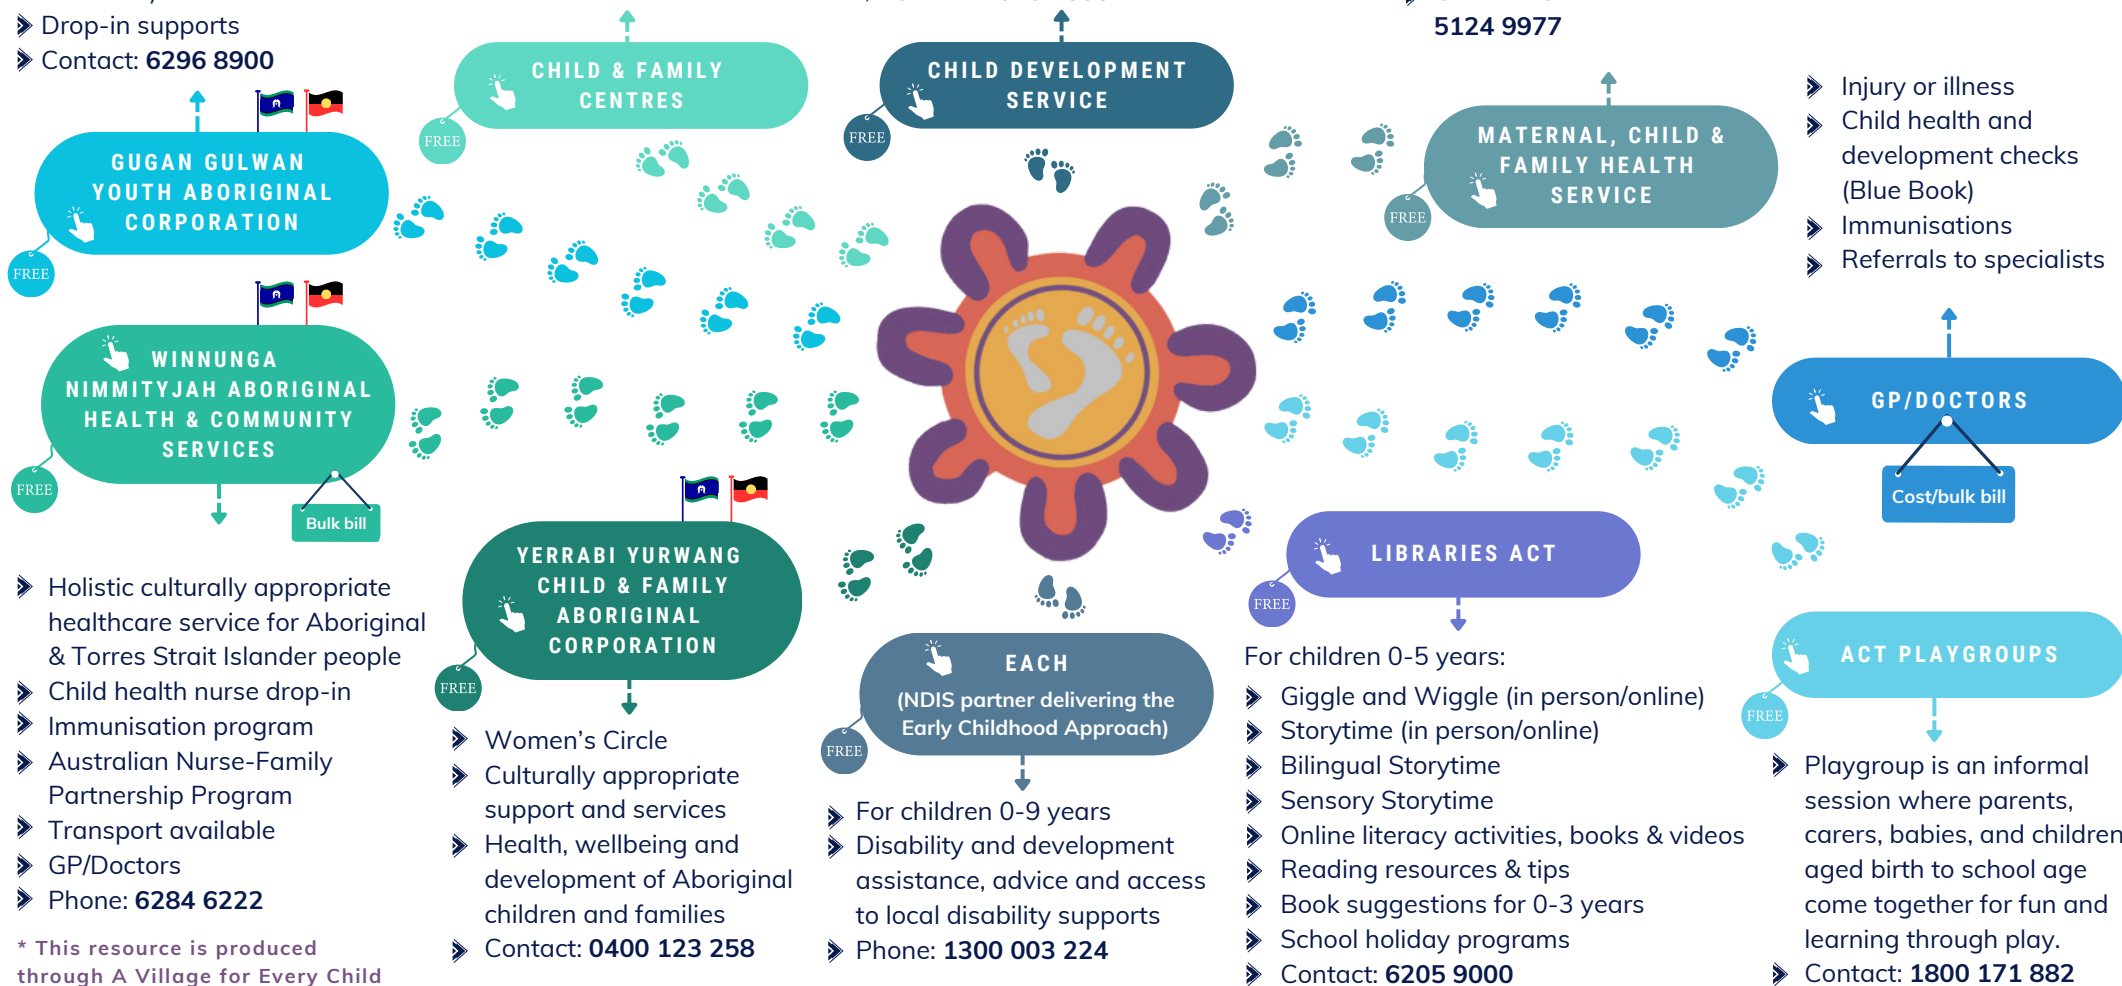 Drop-in supports
Contact: 6296 8900
5124 9977
CHILD & FAMILY
CENTRES
FREE
CHILD DEVELOPMENT
SERVICE
FREE
MATERNAL, CHILD &
FAMILY HEALTH
SERVICE
FREE
Injury or illness
Child health and
development checks
(Blue Book)
Immunisations
Referrals to specialists
GUGAN GULWAN
YOUTH ABORIGINAL
CORPORATION
FREE
WINNUNGA
NIMMITYJAH ABORIGINAL
HEALTH & COMMUNITY
SERVICES
FREE
Bulk bill
GP/DOCTORS
Cost/bulk bill
Holistic culturally appropriate
healthcare service for Aboriginal
& Torres Strait Islander people
Child health nurse drop-in
Immunisation program
Australian Nurse-Family
Partnership Program
Transport available
GP/Doctors
Phone: 6284 6222
* This resource is produced
through A Village for Every Child
YERRABI YURWANG
CHILD & FAMILY
ABORIGINAL
CORPORATION
FREE
Women's Circle
Culturally appropriate
support and services
Health, wellbeing and
development of Aboriginal
children and families
Contact: 0400 123 258
EACH
(NDIS partner delivering the
Early Childhood Approach)
FREE
For children 0-9 years
Disability and development
assistance, advice and access
to local disability supports
Phone: 1300 003 224
LIBRARIES ACT
FREE
For children 0-5 years:
Giggle and Wiggle (in person/online)
Storytime (in person/online)
Bilingual Storytime
Sensory Storytime
Online literacy activities, books & videos
Reading resources & tips
Book suggestions for 0-3 years
School holiday programs
Contact: 6205 9000
ACT PLAYGROUPS
FREE
Playgroup is an informal
session where parents,
carers, babies, and children
aged birth to school age
come together for fun and
learning through play.
Contact: 1800 171 882